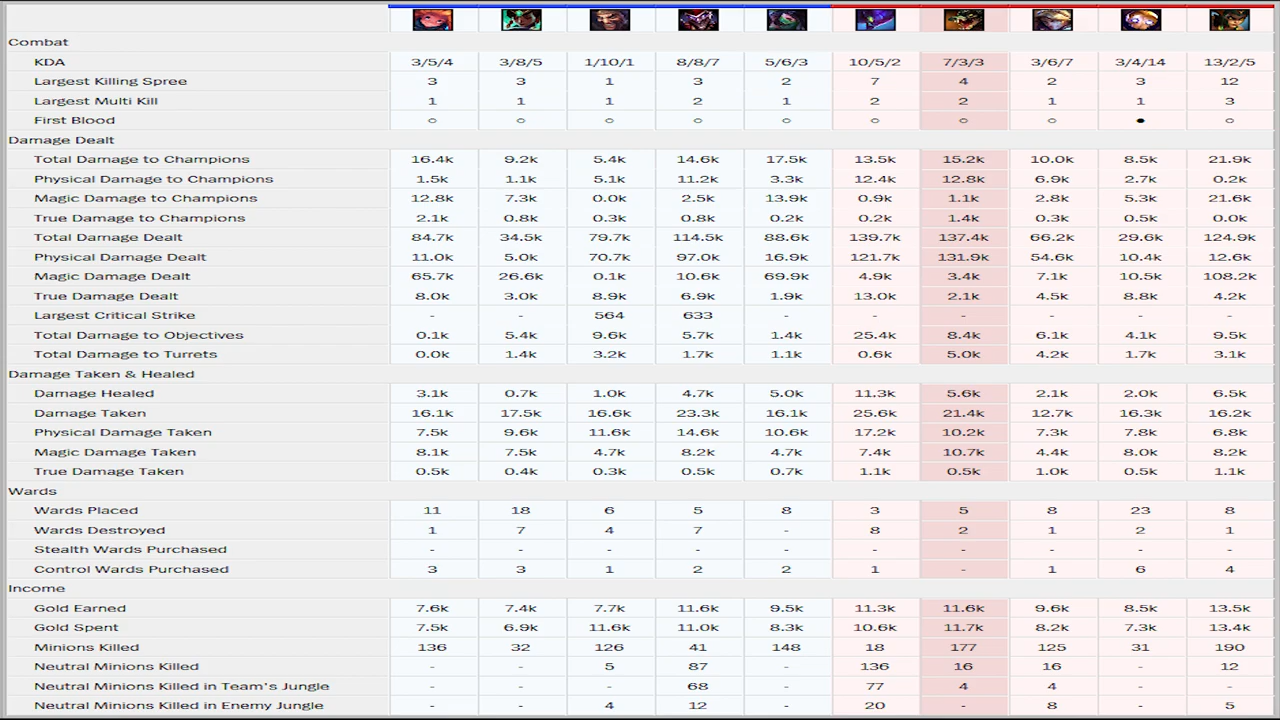 Combat
KDA 3/5/4 3/8/5 1/10/1 8/8/7 5/6/3 10/5/2 7/3/3 3/6/7 3/4/14 13/2/5
Largest Killing Spree 3 3 1 3 2 7 4 2 3 12
Largest Multi Kill 1 1 1 2 1 2 2 1 1 3
First Blood ○ ○ ○ ○ ○ ○ ○ ○ ● ○
Damage Dealt
Total Damage to Champions 16.4k 9.2k 5.4k 14.6k 17.5k 13.5k 15.2k 10.0k 8.5k 21.9k
Physical Damage to Champions 1.5k 1.1k 5.1k 11.2k 3.3k 12.4k 12.8k 6.9k 2.7k 0.2k
Magic Damage to Champions 12.8k 7.3k 0.0k 2.5k 13.9k 0.9k 1.1k 2.8k 5.3k 21.6k
True Damage to Champions 2.1k 0.8k 0.3k 0.8k 0.2k 0.2k 1.4k 0.3k 0.5k 0.0k
Total Damage Dealt 84.7k 34.5k 79.7k 114.5k 88.6k 139.7k 137.4k 66.2k 29.6k 124.9k
Physical Damage Dealt 11.0k 5.0k 70.7k 97.0k 16.9k 121.7k 131.9k 54.6k 10.4k 12.6k
Magic Damage Dealt 65.7k 26.6k 0.1k 10.6k 69.9k 4.9k 3.4k 7.1k 10.5k 108.2k
True Damage Dealt 8.0k 3.0k 8.9k 6.9k 1.9k 13.0k 2.1k 4.5k 8.8k 4.2k
Largest Critical Strike - - 564 633 - - - - - -
Total Damage to Objectives 0.1k 5.4k 9.6k 5.7k 1.4k 25.4k 8.4k 6.1k 4.1k 9.5k
Total Damage to Turrets 0.0k 1.4k 3.2k 1.7k 1.1k 0.6k 5.0k 4.2k 1.7k 3.1k
Damage Taken & Healed
Damage Healed 3.1k 0.7k 1.0k 4.7k 5.0k 11.3k 5.6k 2.1k 2.0k 6.5k
Damage Taken 16.1k 17.5k 16.6k 23.3k 16.1k 25.6k 21.4k 12.7k 16.3k 16.2k
Physical Damage Taken 7.5k 9.6k 11.6k 14.6k 10.6k 17.2k 10.2k 7.3k 7.8k 6.8k
Magic Damage Taken 8.1k 7.5k 4.7k 8.2k 4.7k 7.4k 10.7k 4.4k 8.0k 8.2k
True Damage Taken 0.5k 0.4k 0.3k 0.5k 0.7k 1.1k 0.5k 1.0k 0.5k 1.1k
Wards
Wards Placed 11 18 6 5 8 3 5 8 23 8
Wards Destroyed 1 7 4 7 - 8 2 1 2 1
Stealth Wards Purchased - - - - - - - - - -
Control Wards Purchased 3 3 1 2 2 1 - 1 6 4
Income
Gold Earned 7.6k 7.4k 7.7k 11.6k 9.5k 11.3k 11.6k 9.6k 8.5k 13.5k
Gold Spent 7.5k 6.9k 11.6k 11.0k 8.3k 10.6k 11.7k 8.2k 7.3k 13.4k
Minions Killed 136 32 126 41 148 18 177 125 31 190
Neutral Minions Killed - - 5 87 - 136 16 16 - 12
Neutral Minions Killed in Team's Jungle - - - 68 - 77 4 4 - -
Neutral Minions Killed in Enemy Jungle - - 4 12 - 20 - 8 - 5